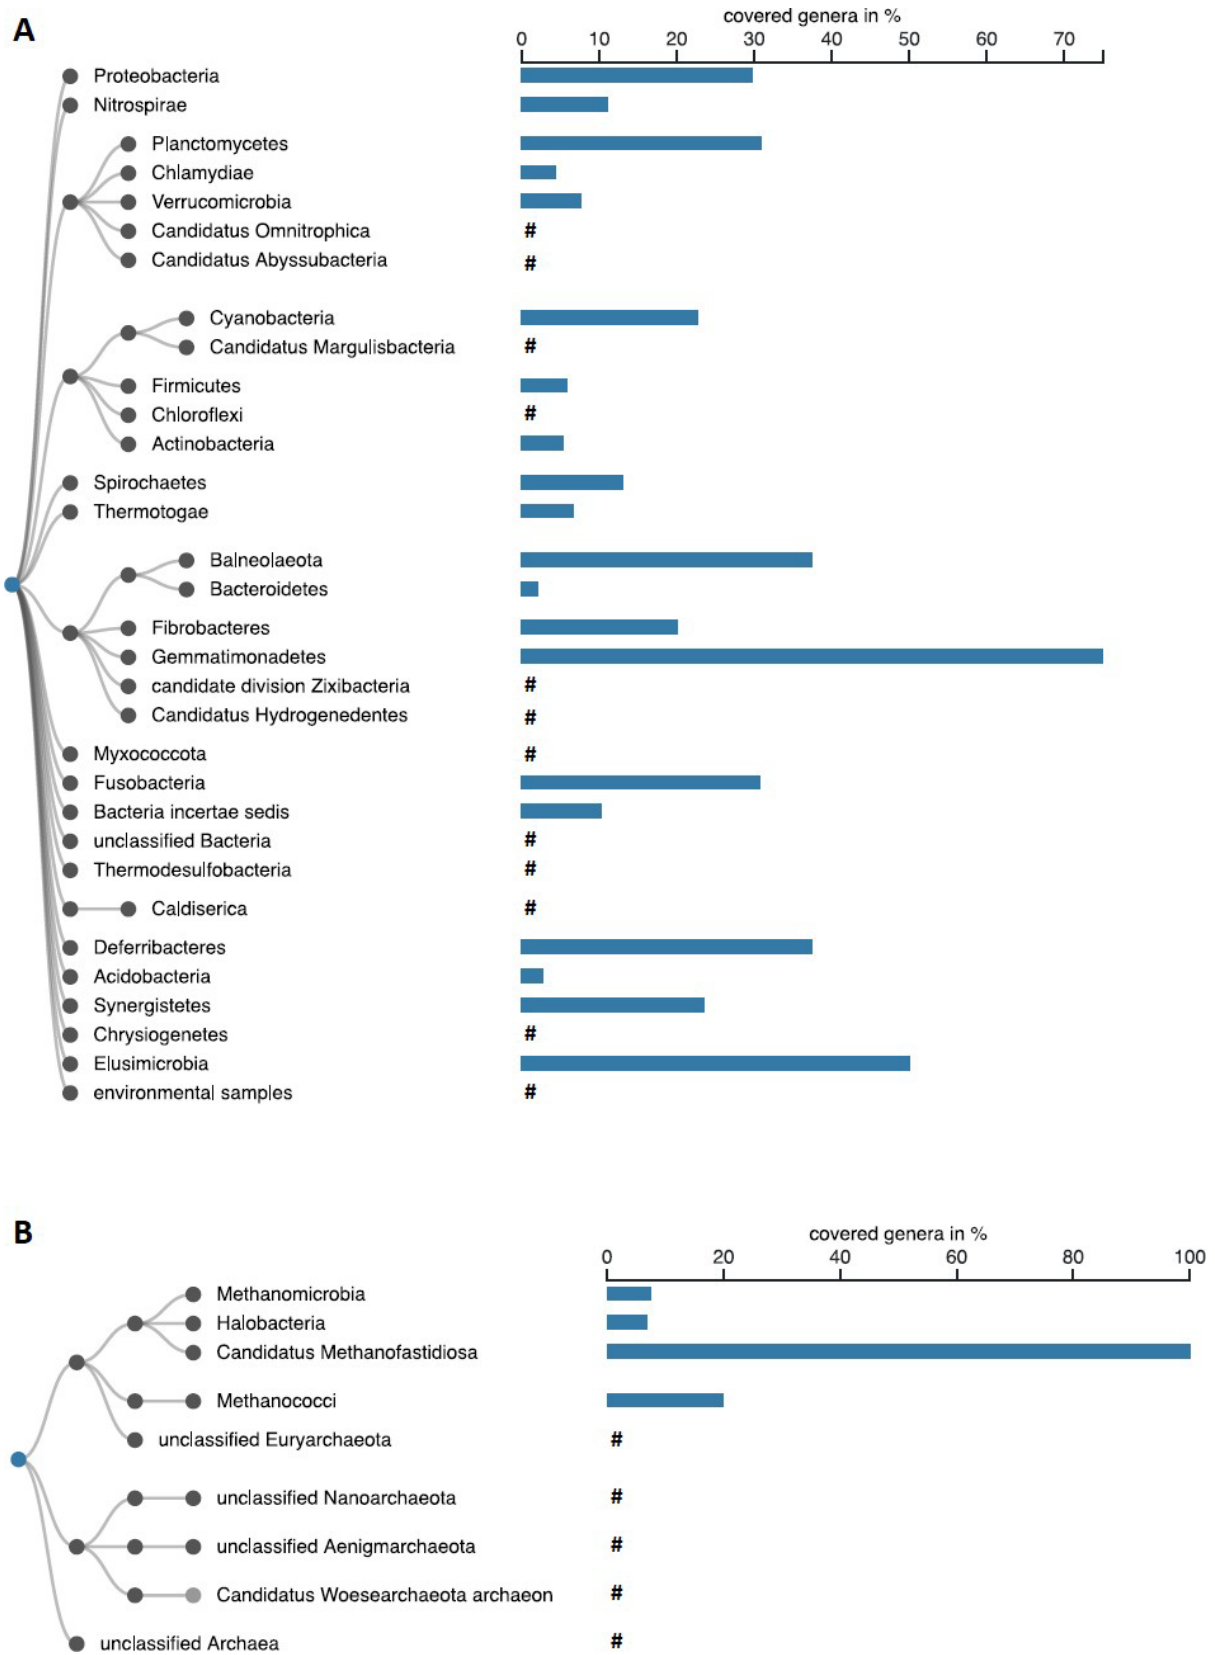 A
covered genera in %
0 10 20 30 40 50 60 70
Proteobacteria
Nitrospirae
Planctomycetes
Chlamydiae
Verrucomicrobia
Candidatus Omnitrophica #
Candidatus Abyssubacteria #
Cyanobacteria
Candidatus Margulisbacteria #
Firmicutes
Chloroflexi #
Actinobacteria
Spirochaetes
Thermotogae
Balneolaeota
Bacteroidetes
Fibrobacteres
Gemmatimonadetes
candidate division Zixibacteria #
Candidatus Hydrogenedentes #
Myxococcota #
Fusobacteria
Bacteria incertae sedis
unclassified Bacteria #
Thermodesulfobacteria #
Caldiserica #
Deferribacteres
Acidobacteria
Synergistetes
Chrysiogenetes #
Elusimicrobia
environmental samples #
B
covered genera in %
0 20 40 60 80 100
Methanomicrobia
Halobacteria
Candidatus Methanofastidiosa
Methanococci
unclassified Euryarchaeota #
unclassified Nanoarchaeota #
unclassified Aenigmarchaeota #
Candidatus Woesearchaeota archaeon #
unclassified Archaea #